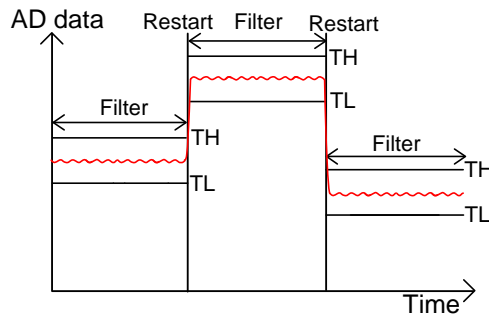 AD data
Restart
Filter
Restart
TH
TL
Filter
TH
TL
Filter
TH
TL
Time